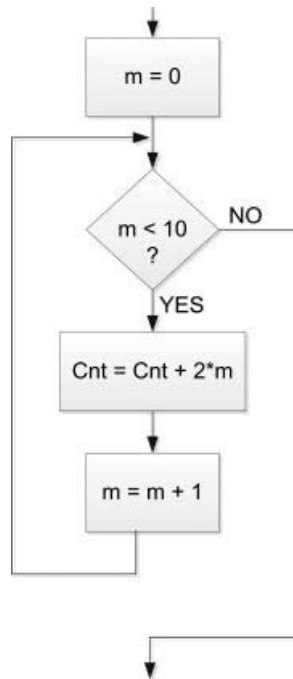 m = 0
m < 10
?
NO
YES
Cnt = Cnt + 2*m
m = m + 1